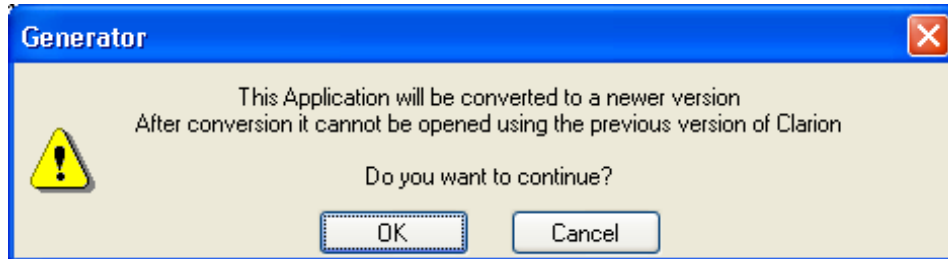 Generator
This Application will be converted to a newer version
After conversion it cannot be opened using the previous version of Clarion
Do you want to continue?
OK
Cancel